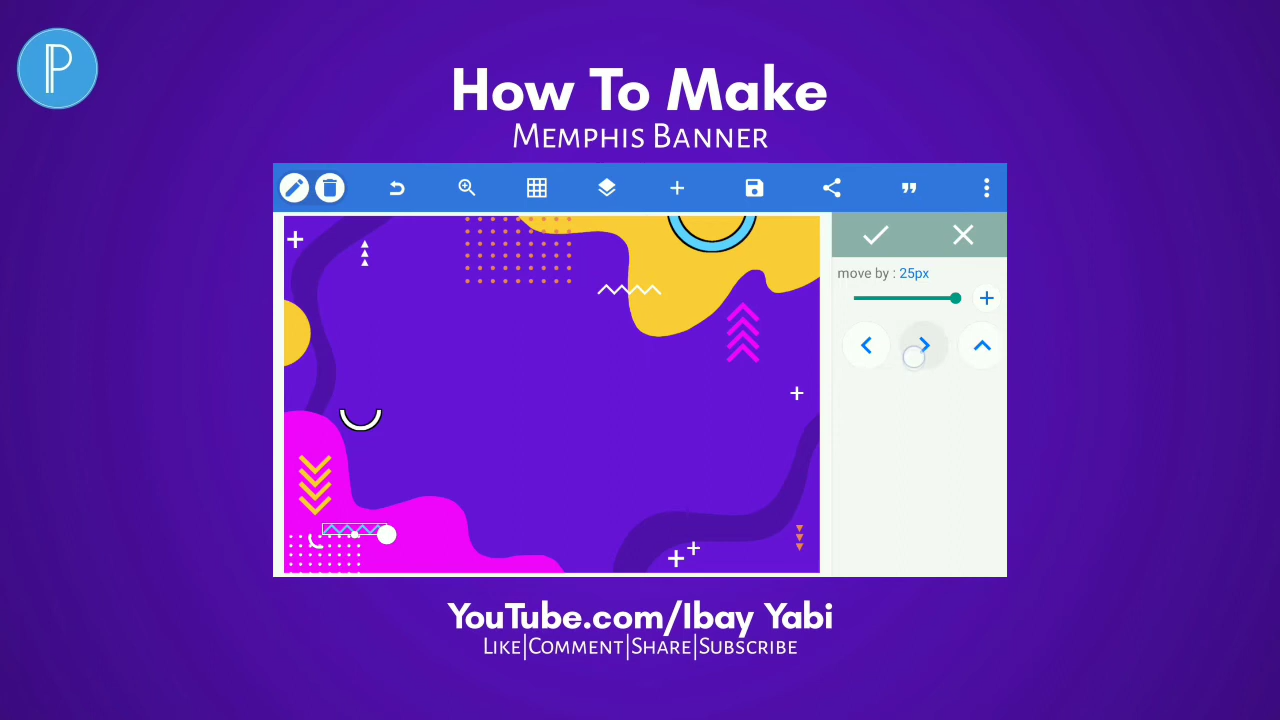 P
How To Make
Memphis Banner
move by : 25px
YouTube.com/Ibay Yabi
Like|Comment|Share|Subscribe